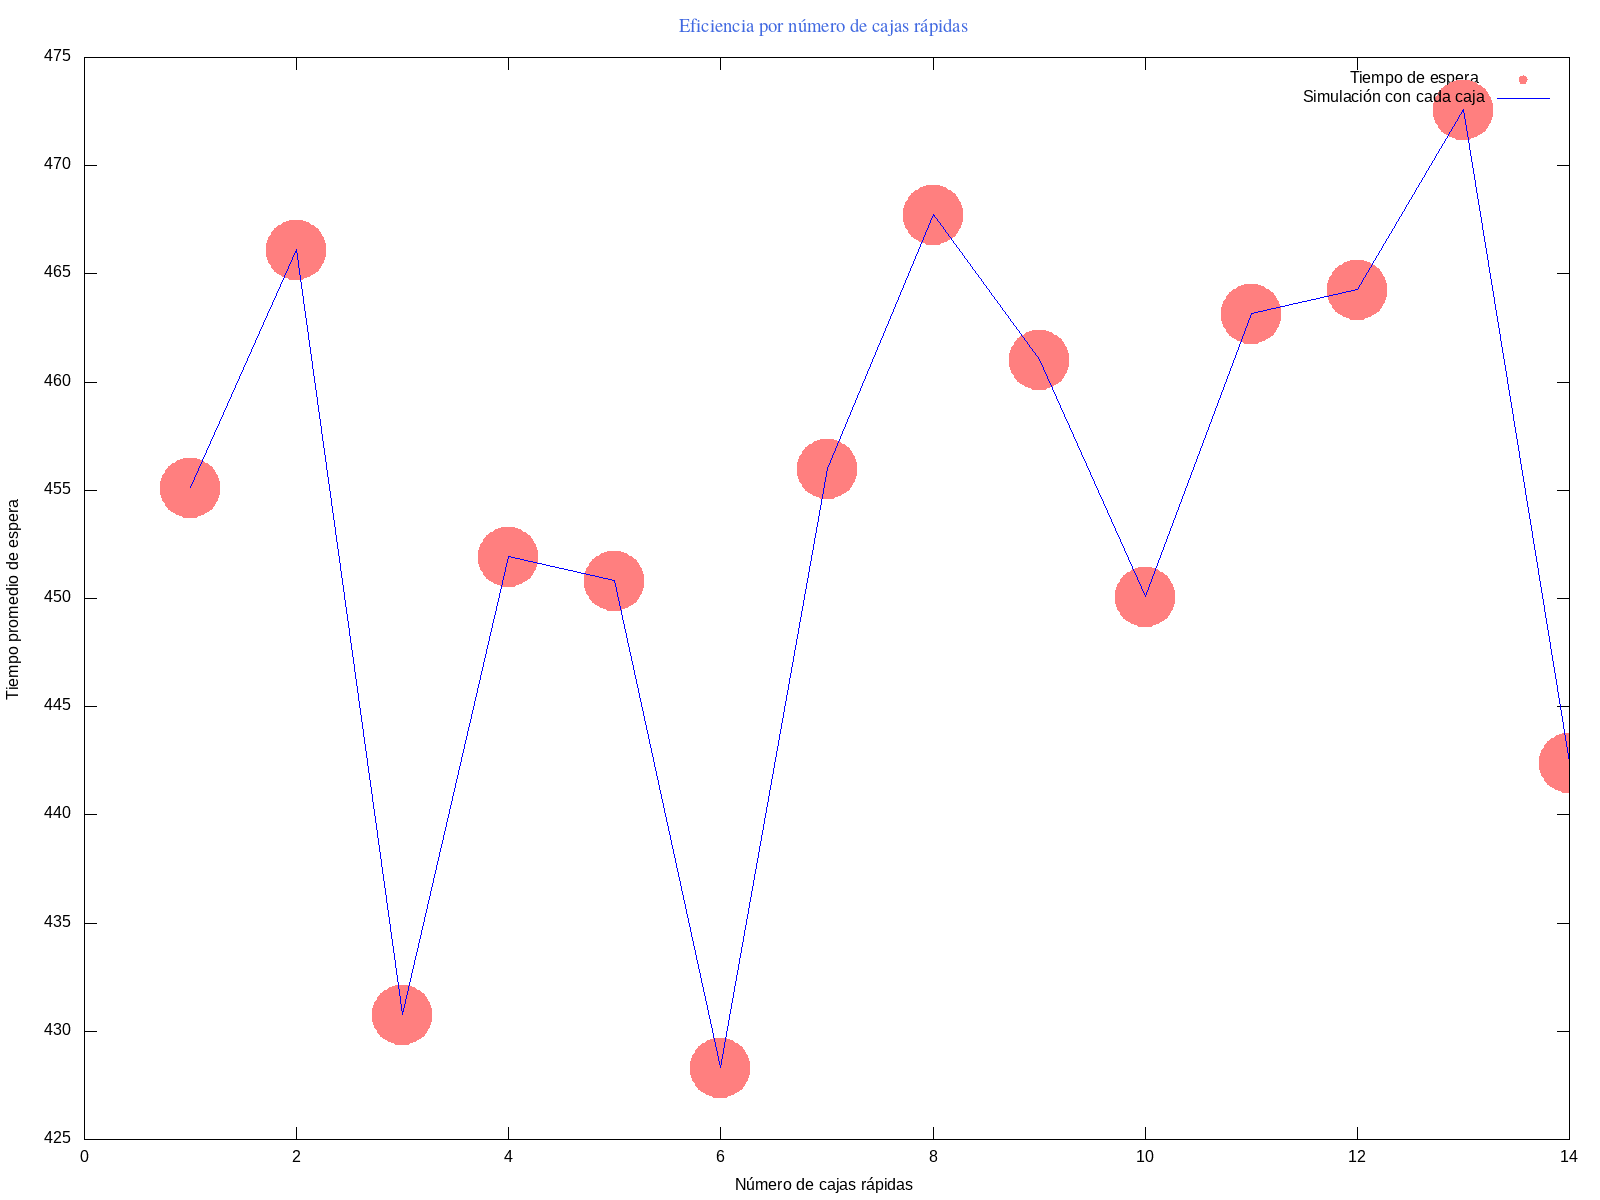 Eficiencia por número de cajas rápidas
475
470
465
460
455
450
445
440
435
430
425
Tiempo promedio de espera
Tiempo de espera
Simulación con cada caja
0 2 4 6 8 10 12 14
Número de cajas rápidas